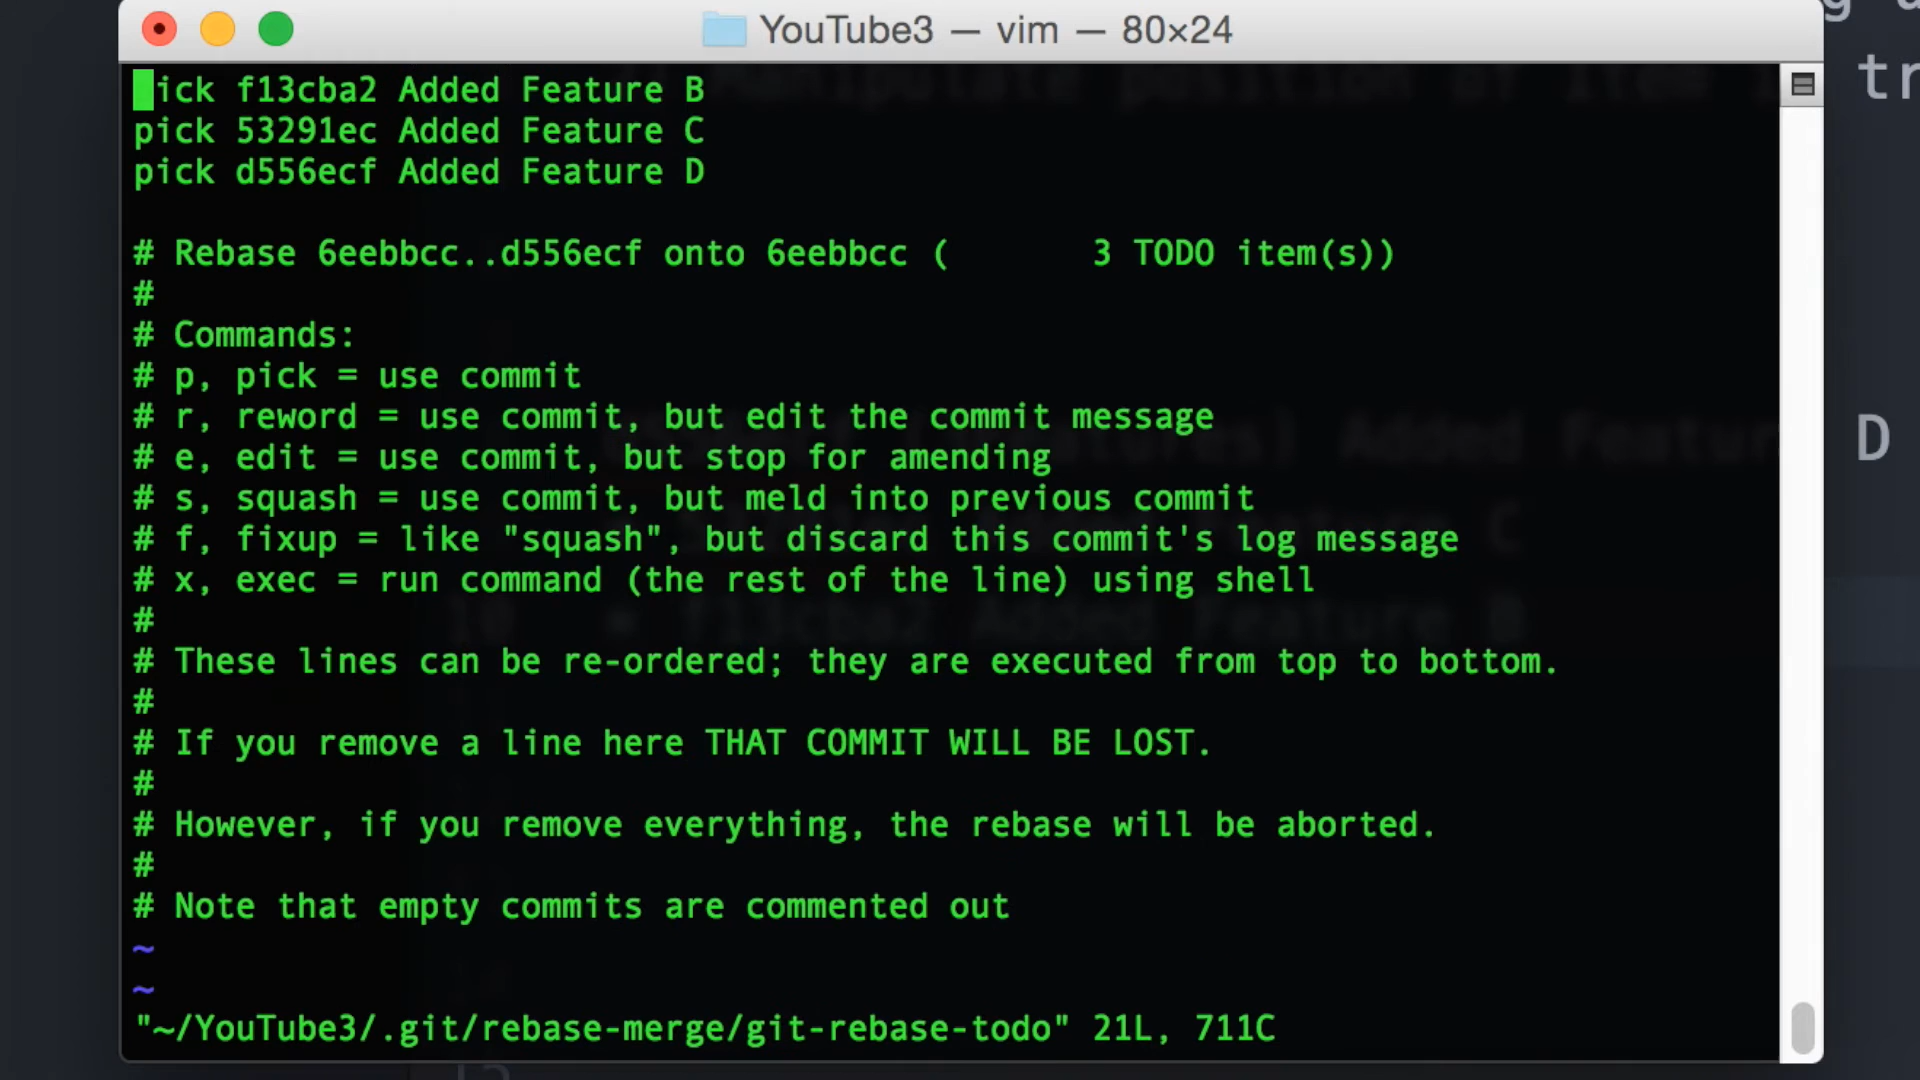 YouTube3 — vim — 80×24
ick f13cba2 Added Feature B
pick 53291ec Added Feature C
pick d556ecf Added Feature D
# Rebase 6eebbcc..d556ecf onto 6eebbcc (       3 TODO item(s))
#
# Commands:
# p, pick = use commit
# r, reword = use commit, but edit the commit message
# e, edit = use commit, but stop for amending
# s, squash = use commit, but meld into previous commit
# f, fixup = like "squash", but discard this commit's log message
# x, exec = run command (the rest of the line) using shell
#
# These lines can be re-ordered; they are executed from top to bottom.
#
# If you remove a line here THAT COMMIT WILL BE LOST.
#
# However, if you remove everything, the rebase will be aborted.
#
# Note that empty commits are commented out
~
~
"~/YouTube3/.git/rebase-merge/git-rebase-todo" 21L, 711C
tr
D